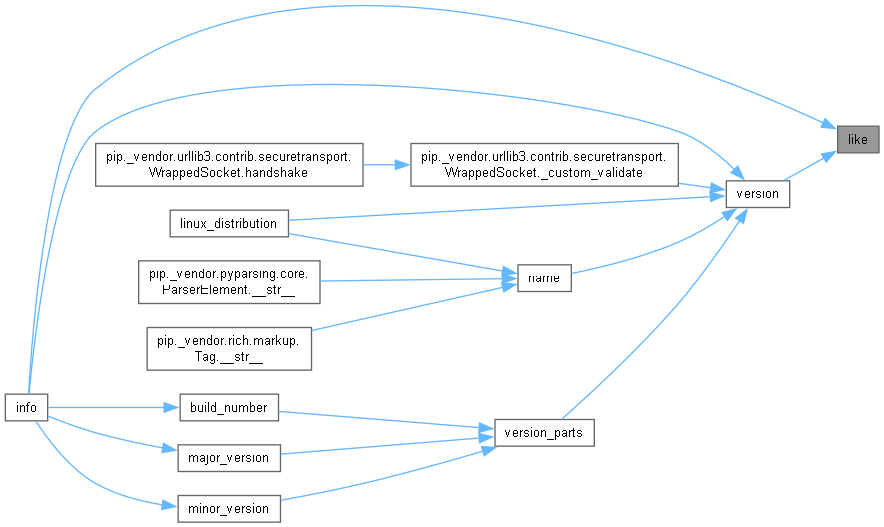 like
pip._vendor.urllib3.contrib.securetransport.
WrappedSocket.handshake
pip._vendor.urllib3.contrib.securetransport.
WrappedSocket._custom_validate
version
linux_distribution
pip._vendor.pyparsing.core.
ParserElement.__str__
name
pip._vendor.rich.markup.
Tag.__str__
info
build_number
version_parts
major_version
minor_version